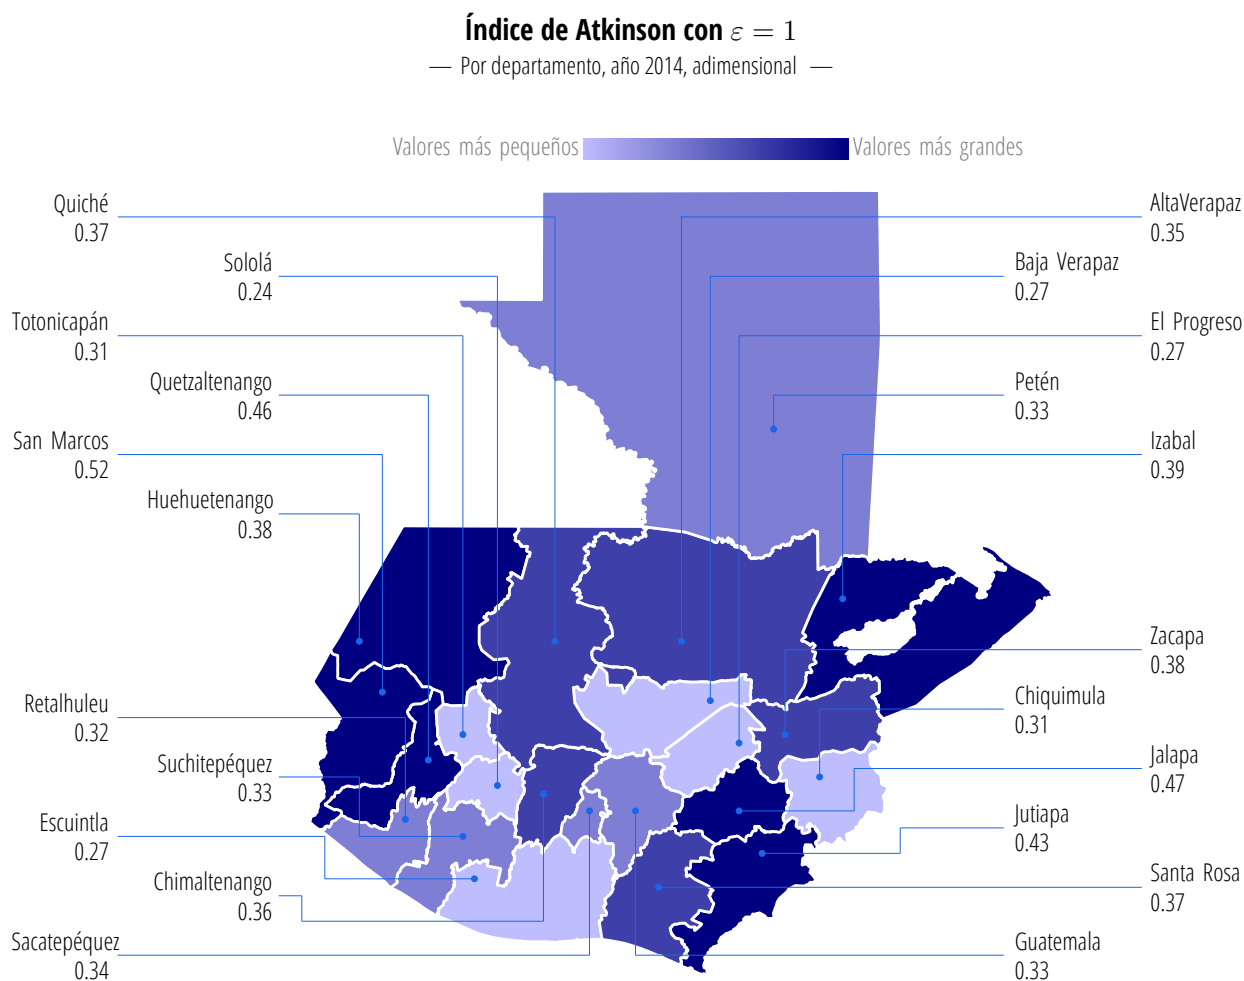 Índice de Atkinson con ε = 1
— Por departamento, año 2014, adimensional —
Valores más pequeños
Valores más grandes
Quiché
0.37
Sololá
0.24
Totonicapán
0.31
Quetzaltenango
0.46
San Marcos
0.52
Huehuetenango
0.38
Retalhuleu
0.32
Suchitepéquez
0.33
Escuintla
0.27
Chimaltenango
0.36
Sacatepéquez
0.34
AltaVerapaz
0.35
Baja Verapaz
0.27
El Progreso
0.27
Petén
0.33
Izabal
0.39
Zacapa
0.38
Chiquimula
0.31
Jalapa
0.47
Jutiapa
0.43
Santa Rosa
0.37
Guatemala
0.33